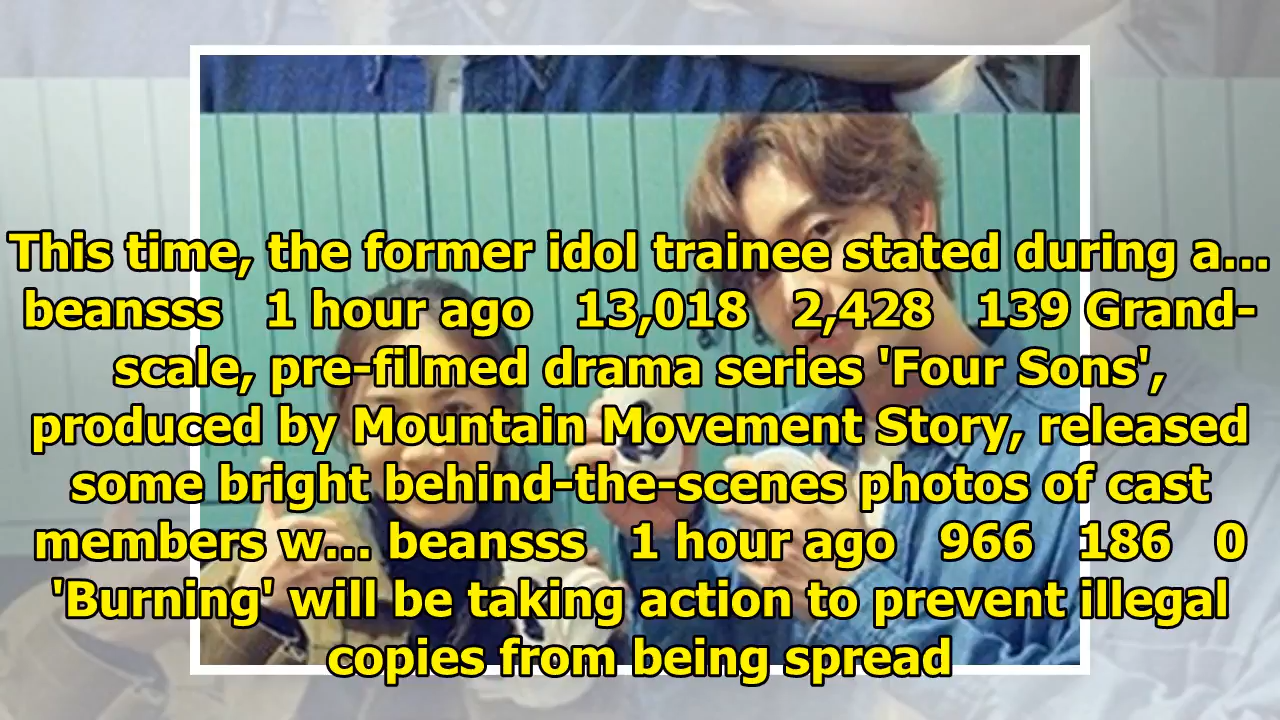 This time, the former idol trainee stated during a...
beansss 1 hour ago 13,018 2,428 139 Grand-
scale, pre-filmed drama series 'Four Sons',
produced by Mountain Movement Story, released
some bright behind-the-scenes photos of cast
members w... beansss 1 hour ago 966 186 0
'Burning' will be taking action to prevent illegal
copies from being spread